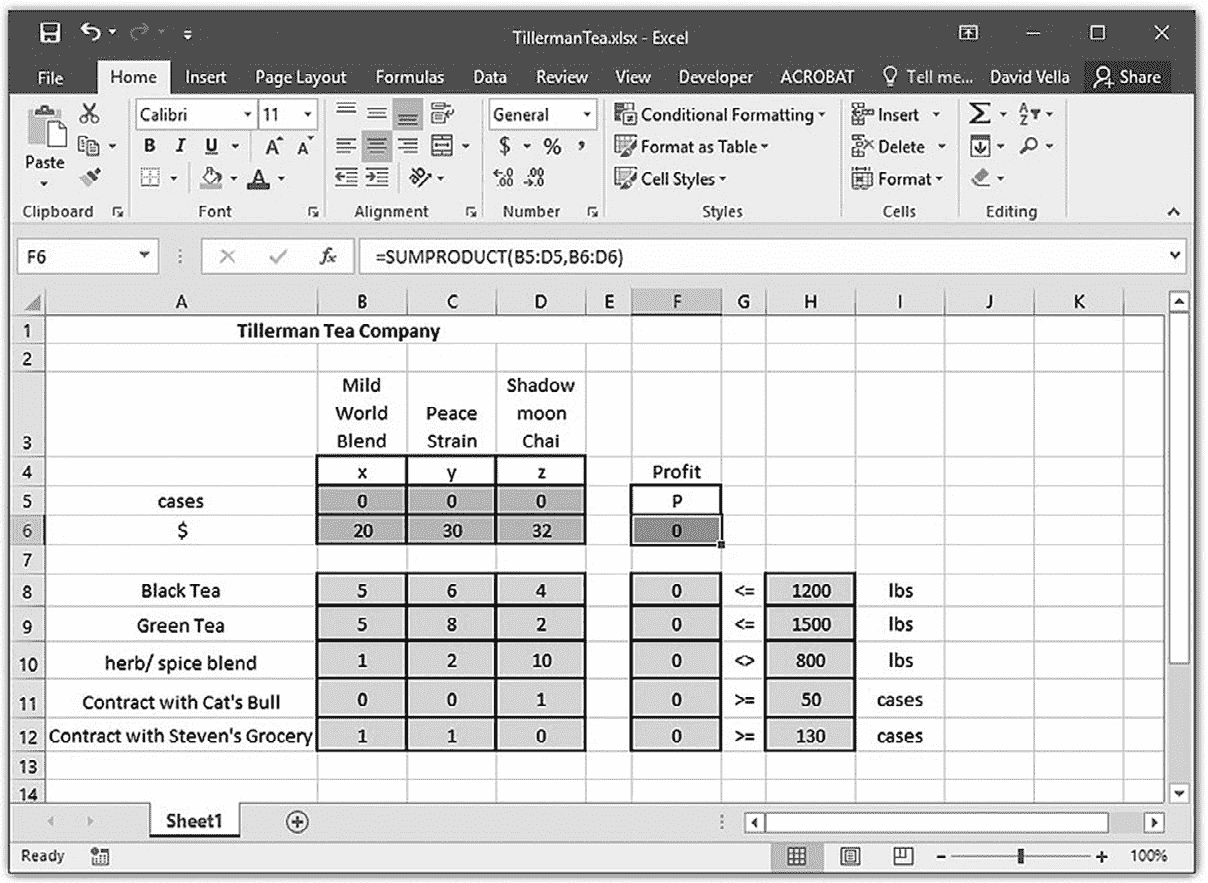 TillermanTea.xlsx - Excel
File Home Insert Page Layout Formulas Data Review View Developer ACROBAT Tell me... David Vella Share
Calibri 11 General Conditional Formatting Insert Σ A Z
Paste B I U A A $ % , Format as Table Delete
A .00 .00 Cell Styles Format
Clipboard Font Alignment Number Styles Cells Editing
F6 fx =SUMPRODUCT(B5:D5,B6:D6)
A B C D E F G H I J K
1 Tillerman Tea Company
2
Mild Shadow
World Peace moon
3 Blend Strain Chai
4 x y z Profit
5 cases 0 0 0 P
6 $ 20 30 32 0
7
8 Black Tea 5 6 4 0 <= 1200 lbs
9 Green Tea 5 8 2 0 <= 1500 lbs
10 herb/ spice blend 1 2 10 0 <> 800 lbs
11 Contract with Cat's Bull 0 0 1 0 >= 50 cases
12 Contract with Steven's Grocery 1 1 0 0 >= 130 cases
13
14
Sheet1
Ready 100%